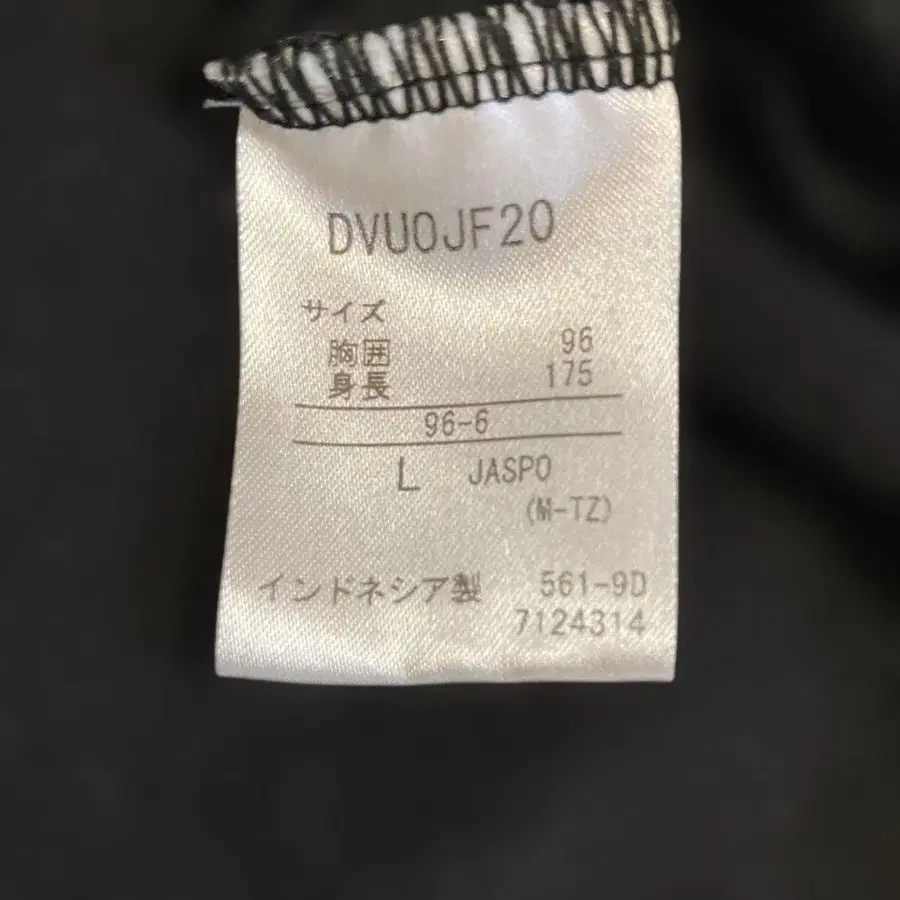 DVU0JF20
サイズ
胸囲 96
身長 175
96-6
L JASPO
(M-TZ)
インドネシア製 561-9D
7124314